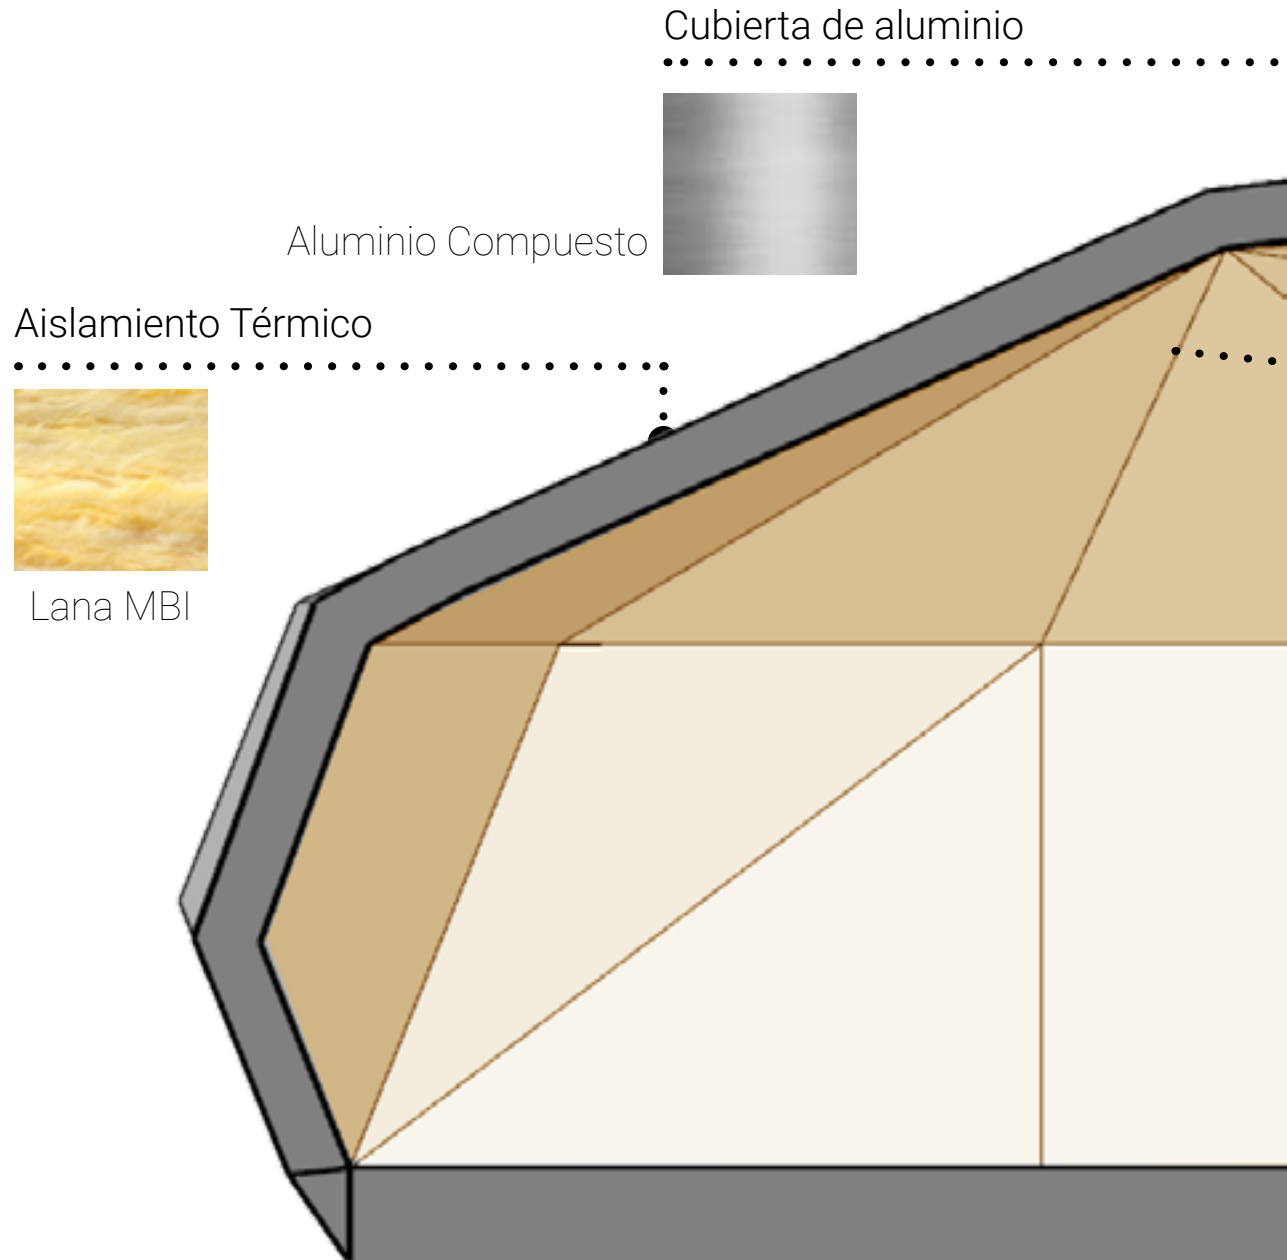 Cubierta de aluminio
Aluminio Compuesto
Aislamiento Térmico
Lana MBI